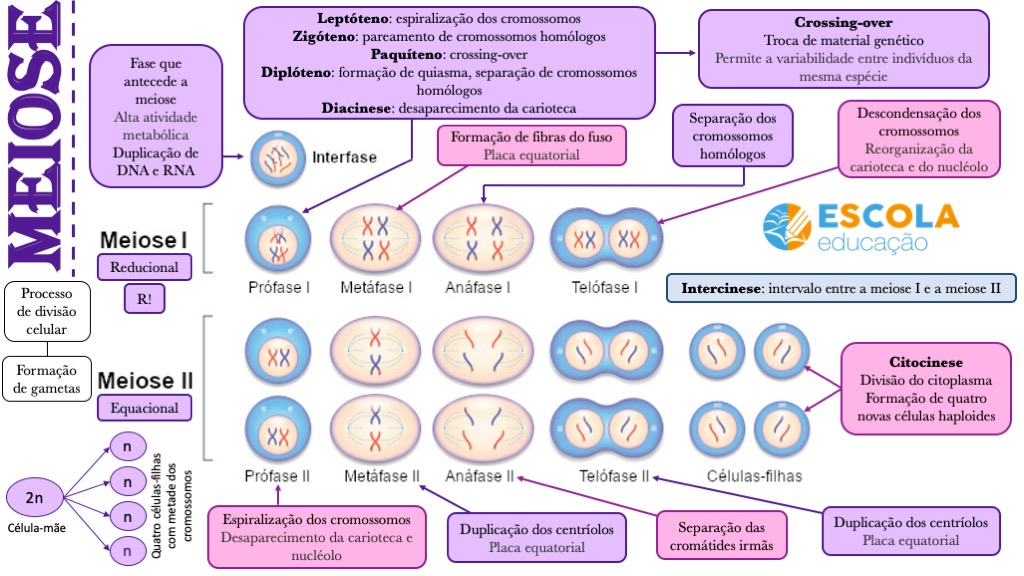 MEIOSE
Fase que
antecede a
meiose
Alta atividade
metabólica
Duplicação de
DNA e RNA
Leptóteno: espiralização dos cromossomos
Zigóteno: pareamento de cromossomos homólogos
Paquíteno: crossing-over
Diplóteno: formação de quiasma, separação de cromossomos
homólogos
Diacinese: desaparecimento da carioteca
Crossing-over
Troca de material genético
Permite a variabilidade entre indivíduos da
mesma espécie
Formação de fibras do fuso
Placa equatorial
Separação dos
cromossomos
homólogos
Descondensação dos
cromossomos
Reorganização da
carioteca e do nucléolo
Interfase
ESCOLA
educação
Meiose I
Reducional
R!
Prófase I
Metáfase I
Anáfase I
Telófase I
Intercinese: intervalo entre a meiose I e a meiose II
Processo
de divisão
celular
Formação
de gametas
Meiose II
Equacional
Citocinese
Divisão do citoplasma
Formação de quatro
novas células haploides
Prófase II
Metáfase II
Anáfase II
Telófase II
Células-filhas
2n
Célula-mãe
n
n
n
n
Quatro células-filhas
com metade dos
cromossomos
Espiralização dos cromossomos
Desaparecimento da carioteca e
nucléolo
Duplicação dos centríolos
Placa equatorial
Separação das
cromátides irmãs
Duplicação dos centríolos
Placa equatorial